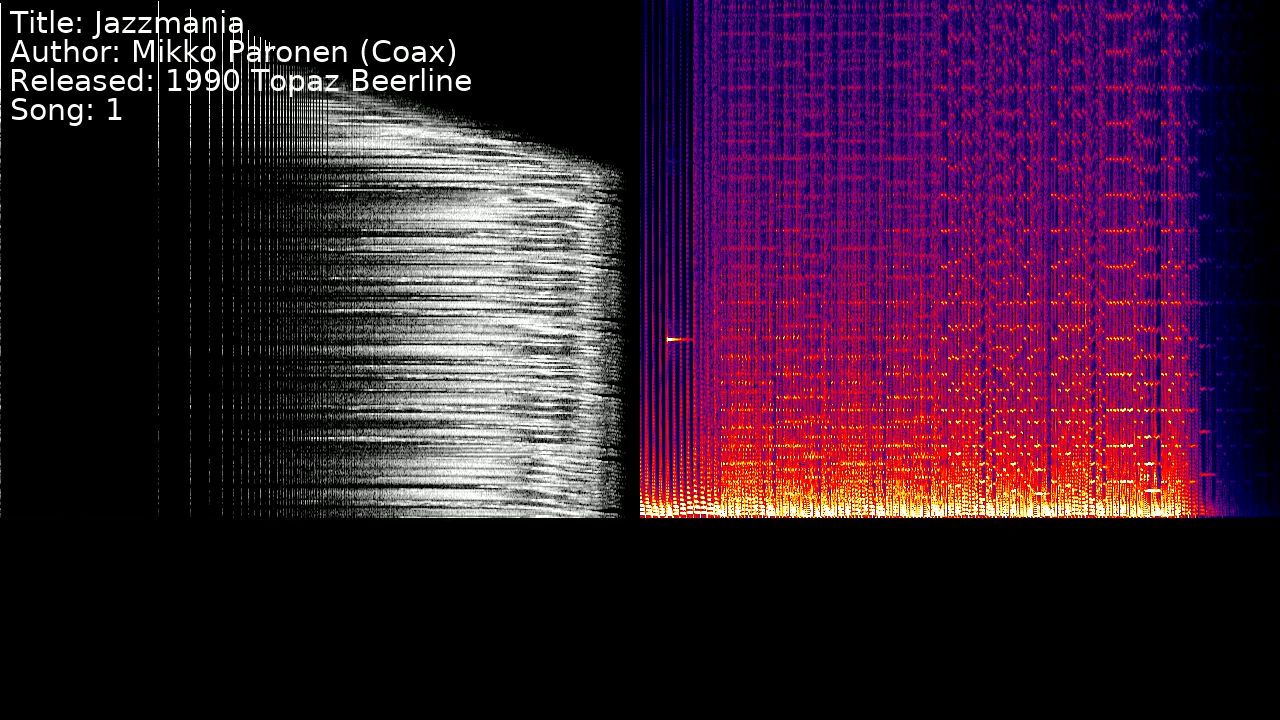 Title: Jazzmania
Author: Mikko Paronen (Coax)
Released: 1990 Topaz Beerline
Song: 1